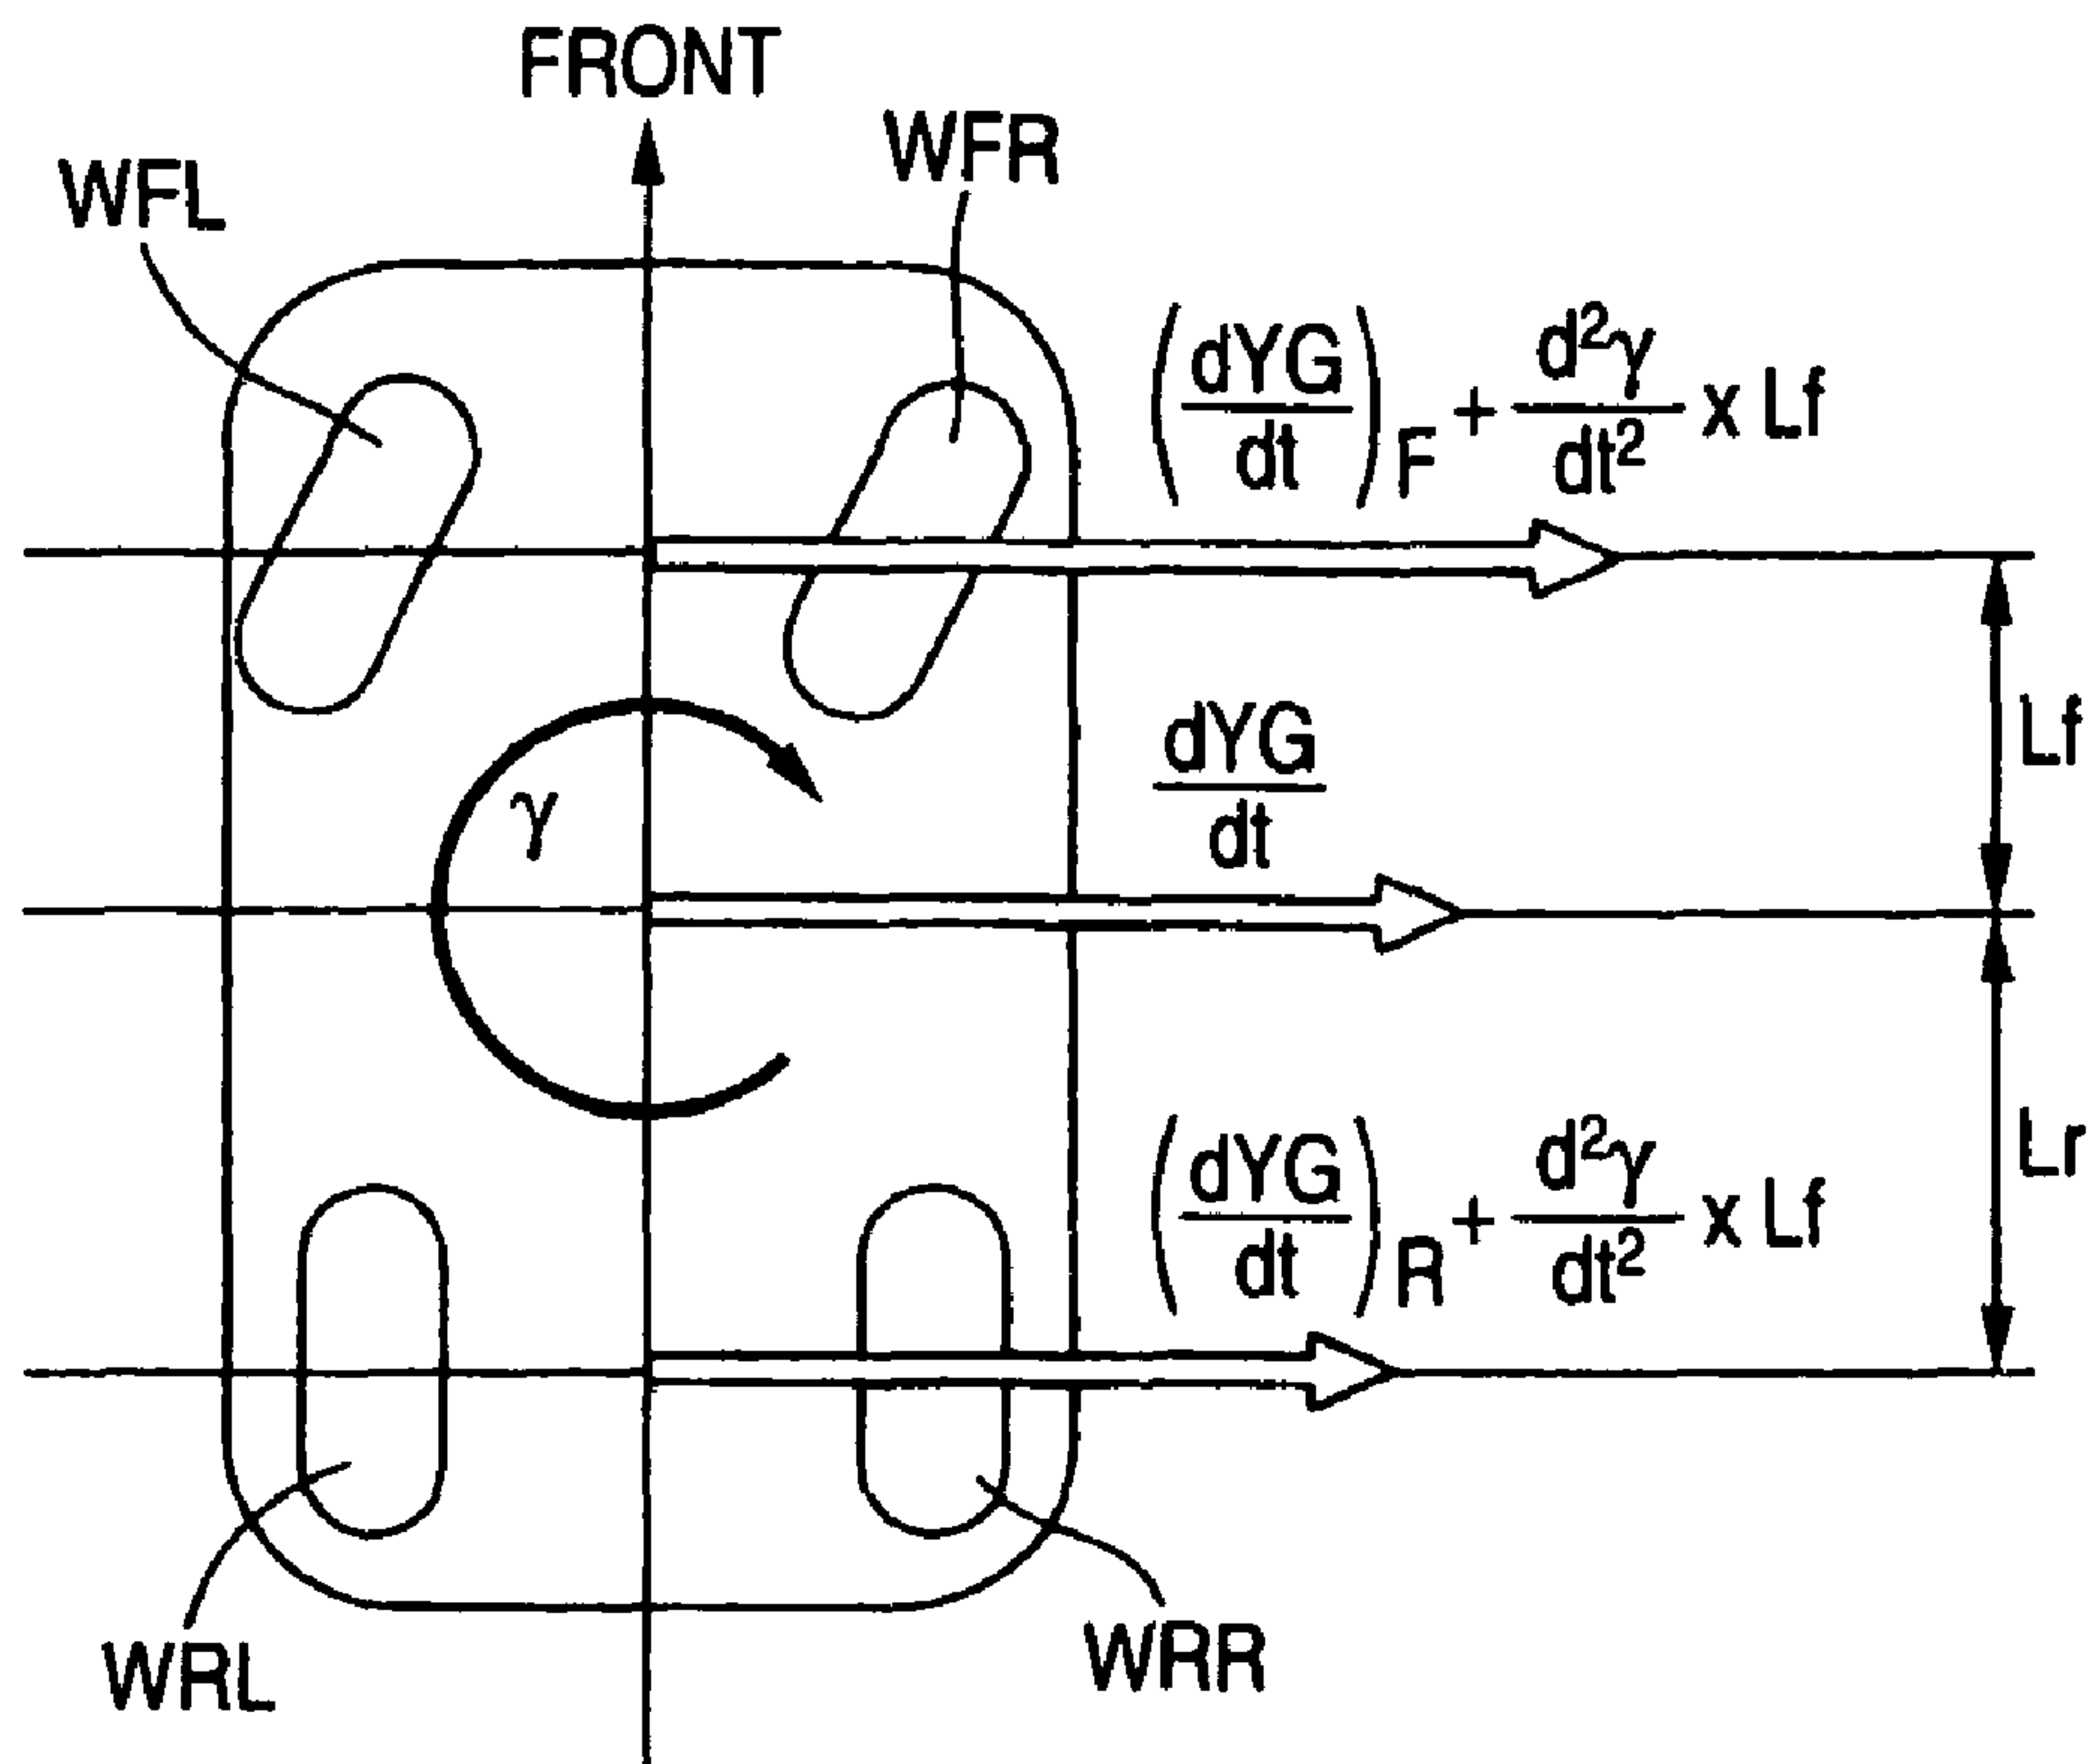 FRONT
WFR
WFL
(dYG/dt)F + d²γ/dt² x Lf
Lf
dYG/dt
γ
Lr
(dYG/dt)R + d²γ/dt² x Lf
WRL
WRR